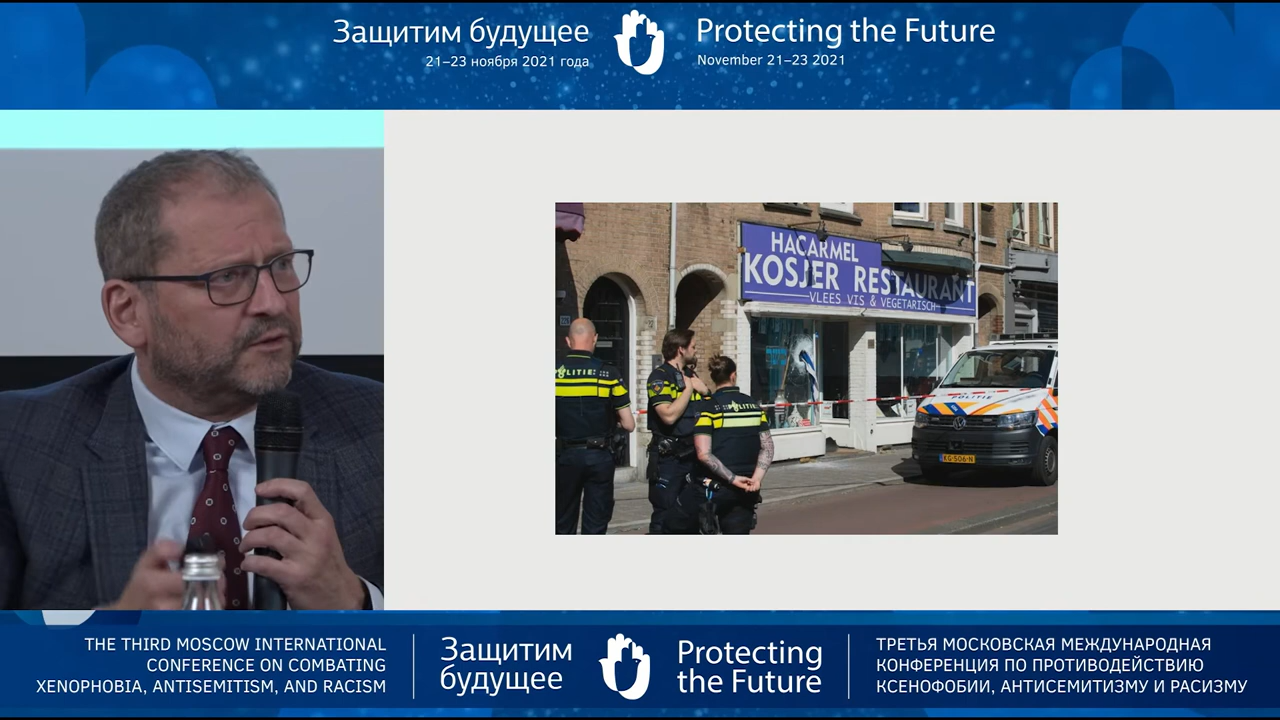 Защитим будущее
21–23 ноября 2021 года
Protecting the Future
November 21–23 2021
HACARMEL
KOSJER RESTAURANT
VLEES VIS & VEGETARISCH
POLITIE
POLITIE
POLITIE
KG-506-N
THE THIRD MOSCOW INTERNATIONAL
CONFERENCE ON COMBATING
XENOPHOBIA, ANTISEMITISM, AND RACISM
Защитим
будущее
Protecting
the Future
ТРЕТЬЯ МОСКОВСКАЯ МЕЖДУНАРОДНАЯ
КОНФЕРЕНЦИЯ ПО ПРОТИВОДЕЙСТВИЮ
КСЕНОФОБИИ, АНТИСЕМИТИЗМУ И РАСИЗМУ